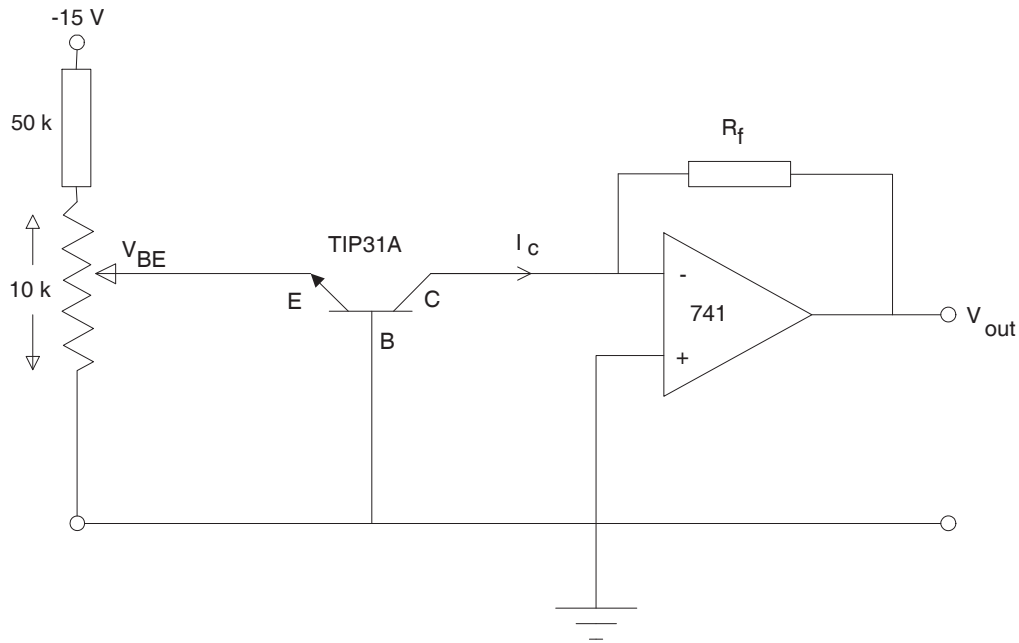 -15 V
50 k
10 k
V_BE
TIP31A
E
B
C
I_c
R_f
-
741
+
V_out